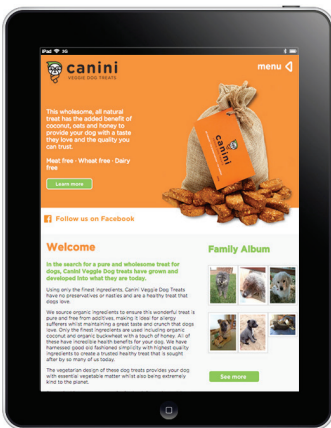 iPad 3G
canini
VEGGIE DOG TREATS
menu
This wholesome, all natural
treat has the added benefit of
coconut, oats and honey to
provide your dog with a taste
they love and the quality you
can trust.
Meat free · Wheat free · Dairy
free
Learn more
canini
Follow us on Facebook
Welcome
In the search for a pure and wholesome treat for
dogs, Canini Veggie Dog treats have grown and
developed into what they are today.
Using only the finest ingredients, Canini Veggie Dog treats
have no preservatives or nasties and are a healthy treat that
dogs love.
We source organic ingredients to ensure this wonderful treat is
pure and free from additives, making it ideal for allergy
sufferers whilst maintaining a great taste and crunch that dogs
love. Only the finest ingredients are used including organic
coconut and organic buckwheat with a touch of honey. All of
these have incredible health benefits for your dog. We have
harnessed good old fashioned simplicity with highest quality
ingredients to create a trusted healthy treat that is sought
after by so many of us today.
The vegetarian design of these dog treats provides your dog
with essential vegetable matter whilst also being extremely
kind to the planet.
Family Album
See more